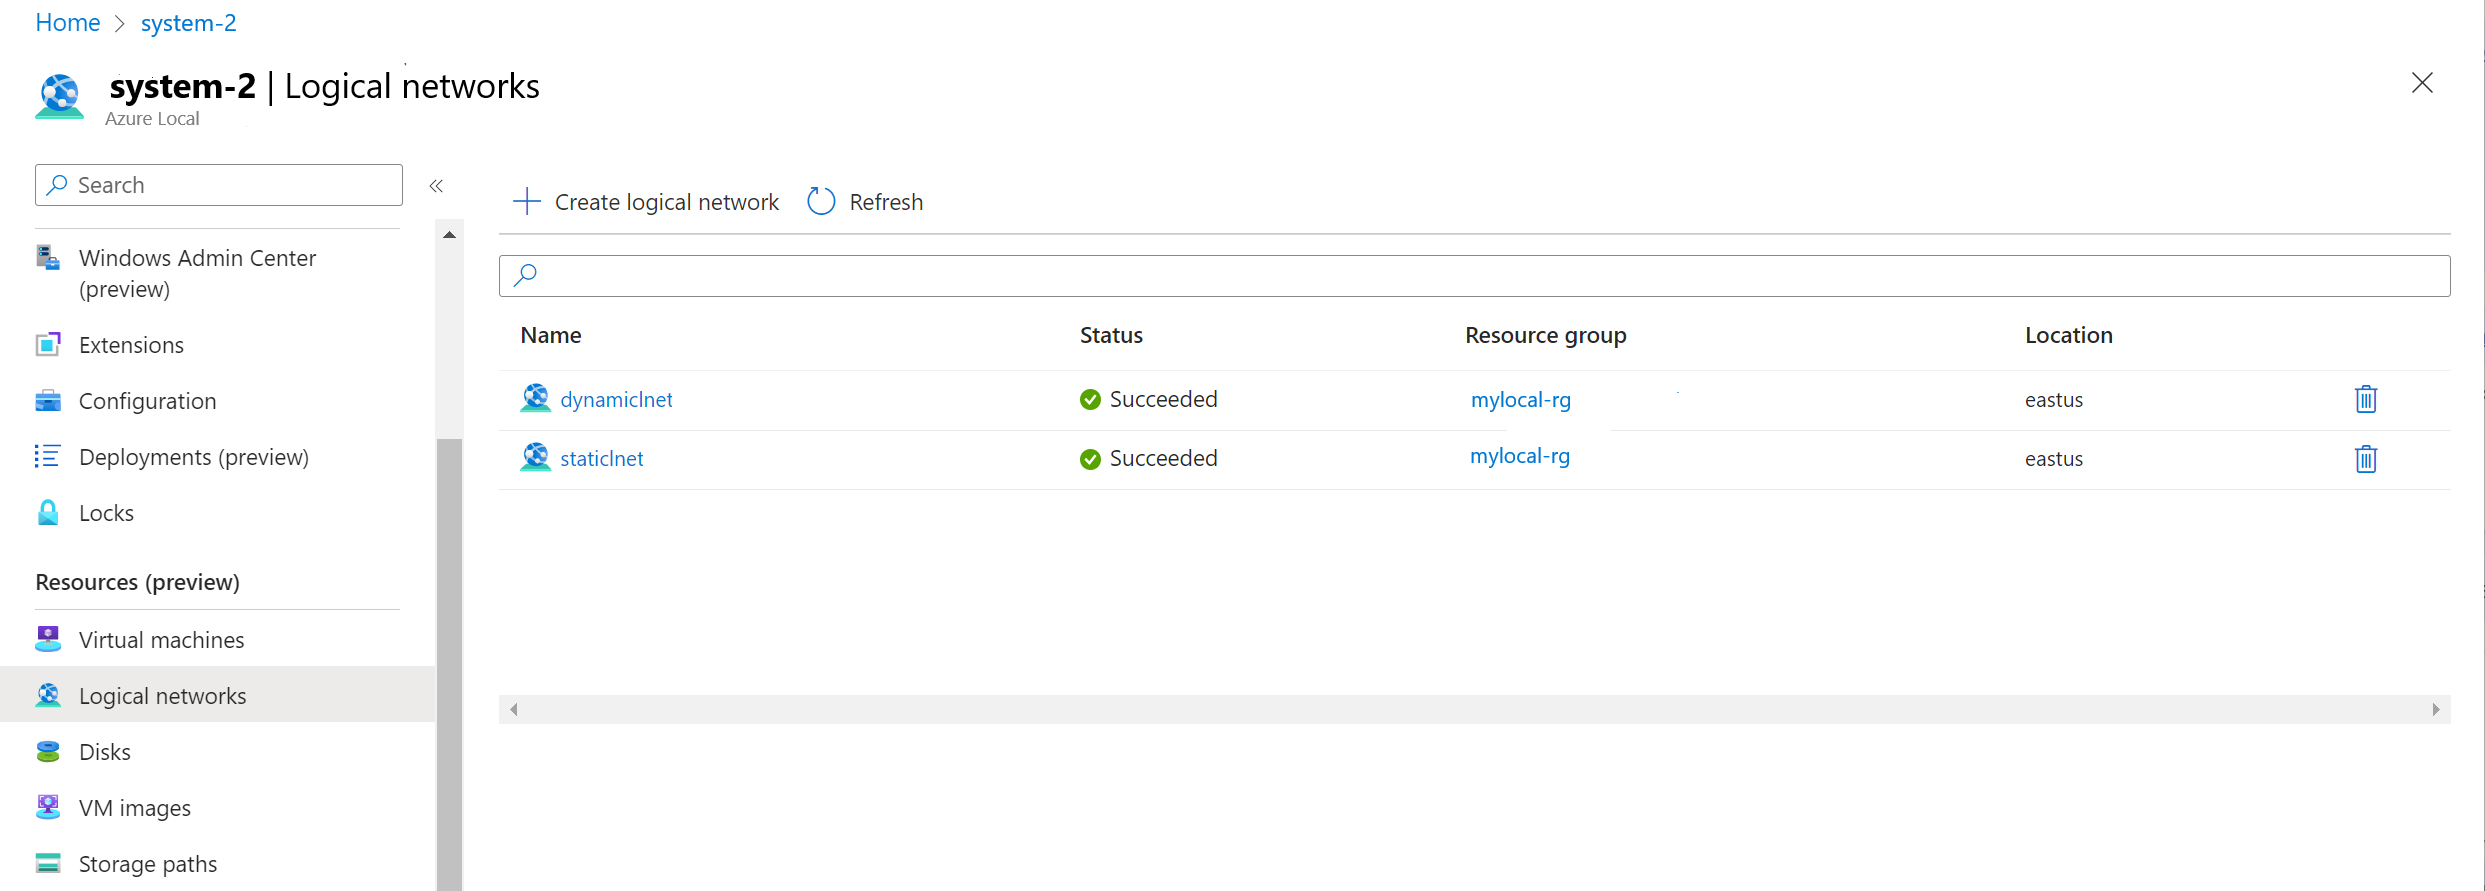 Home > system-2
system-2 | Logical networks
Azure Local
Search
«
Windows Admin Center
(preview)
Extensions
Configuration
Deployments (preview)
Locks
Resources (preview)
Virtual machines
Logical networks
Disks
VM images
Storage paths
Create logical network Refresh
Name Status Resource group Location
dynamiclnet Succeeded mylocal-rg eastus
staticlnet Succeeded mylocal-rg eastus